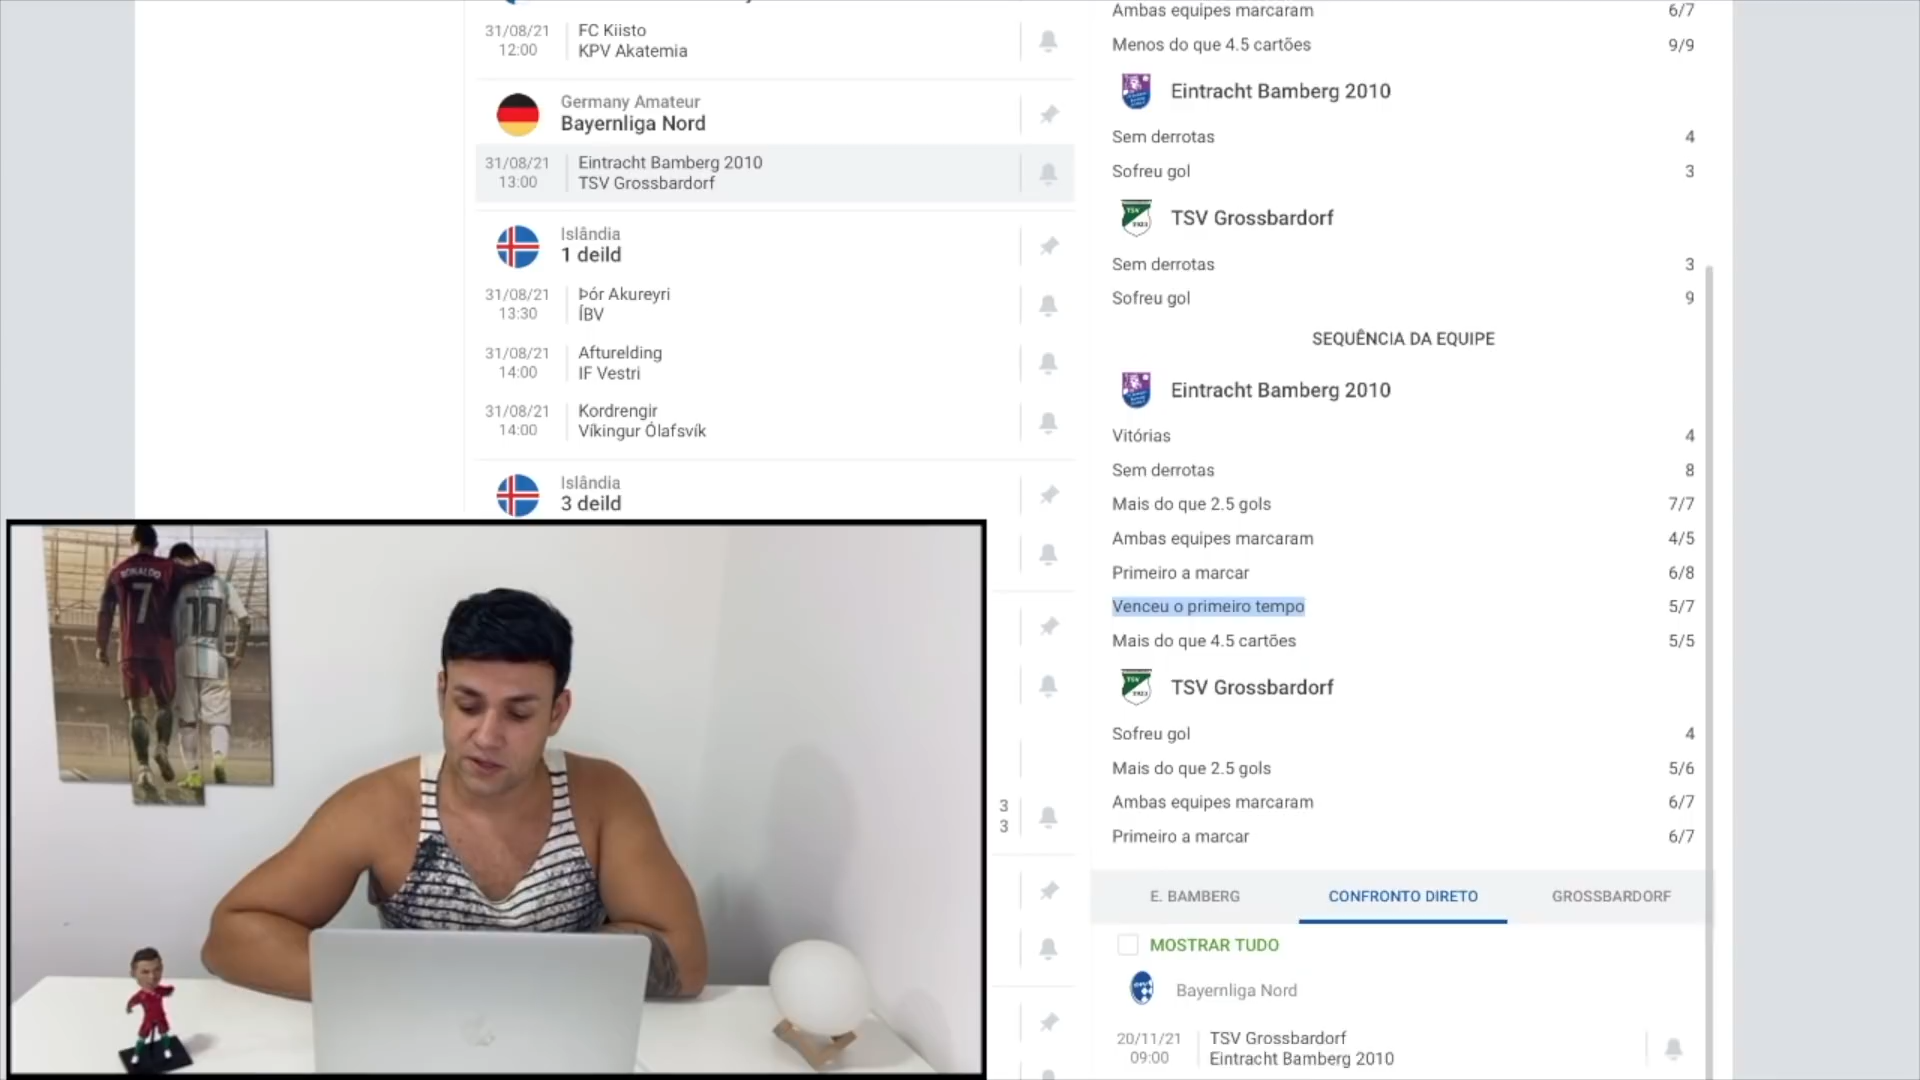 31/08/21
12:00
FC Kiisto
KPV Akatemia
Germany Amateur
Bayernliga Nord
31/08/21
13:00
Eintracht Bamberg 2010
TSV Grossbardorf
Islândia
1 deild
31/08/21
13:30
Þór Akureyri
ÍBV
31/08/21
14:00
Afturelding
IF Vestri
31/08/21
14:00
Kordrengir
Víkingur Ólafsvík
Islândia
3 deild
3
3
RONALDO
7
10
Ambas equipes marcaram 6/7
Menos do que 4.5 cartões 9/9
Eintracht Bamberg 2010
Sem derrotas 4
Sofreu gol 3
TSV Grossbardorf
Sem derrotas 3
Sofreu gol 9
SEQUÊNCIA DA EQUIPE
Eintracht Bamberg 2010
Vitórias 4
Sem derrotas 8
Mais do que 2.5 gols 7/7
Ambas equipes marcaram 4/5
Primeiro a marcar 6/8
Venceu o primeiro tempo 5/7
Mais do que 4.5 cartões 5/5
TSV Grossbardorf
Sofreu gol 4
Mais do que 2.5 gols 5/6
Ambas equipes marcaram 6/7
Primeiro a marcar 6/7
E. BAMBERG CONFRONTO DIRETO GROSSBARDORF
MOSTRAR TUDO
Bayernliga Nord
20/11/21
09:00
TSV Grossbardorf
Eintracht Bamberg 2010